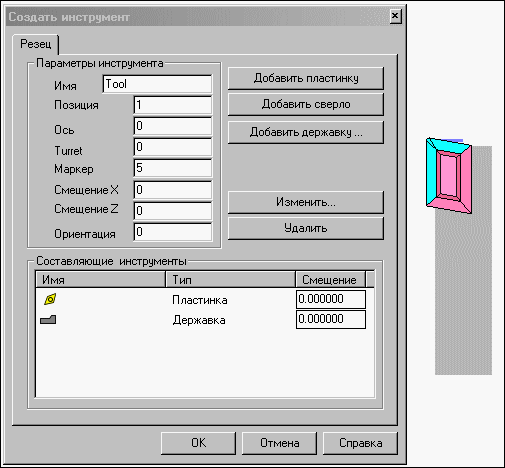 Создать инструмент
Резец
Параметры инструмента
Имя Tool
Позиция 1
Ось 0
Turret 0
Маркер 5
Смещение X 0
Смещение Z 0
Ориентация 0
Добавить пластинку
Добавить сверло
Добавить державку ...
Изменить...
Удалить
Составляющие инструменты
Имя Тип Смещение
Пластинка 0.000000
Державка 0.000000
OK Отмена Справка